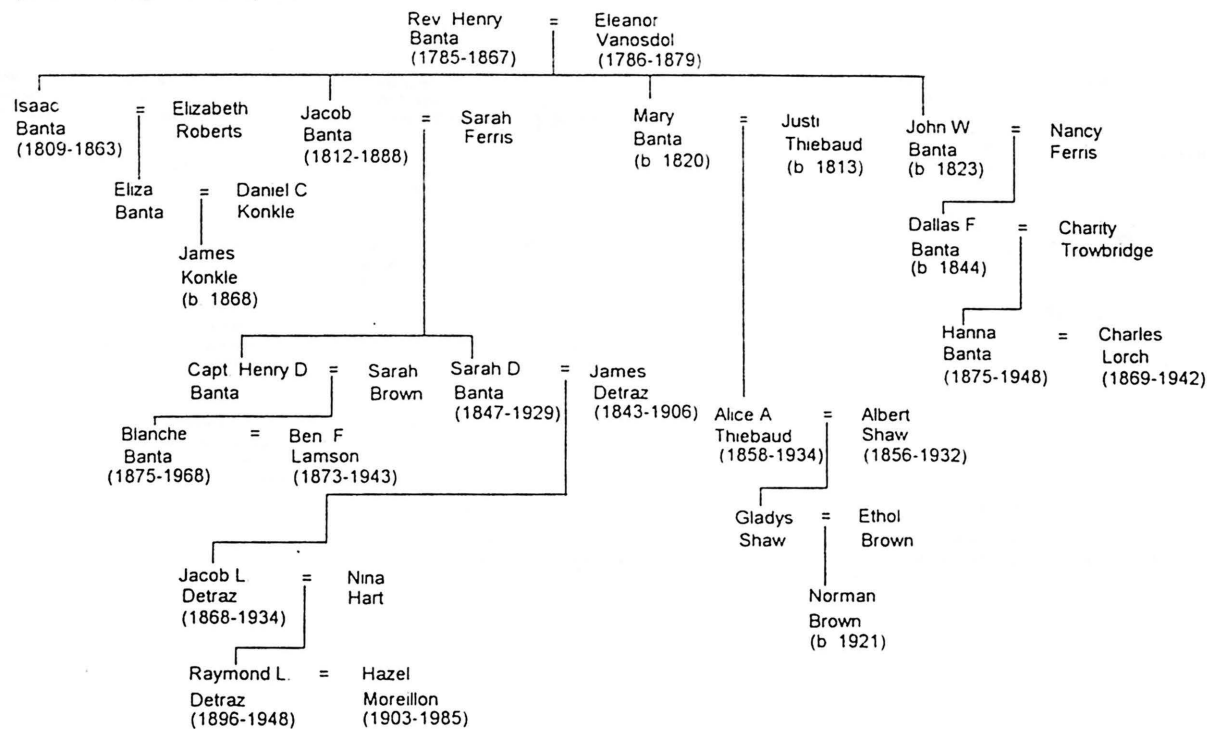 Rev Henry = Eleanor
Banta Vanosdol
(1785-1867) (1786-1879)
Isaac = Elizabeth
Banta Roberts
(1809-1863)
Jacob = Sarah
Banta Ferris
(1812-1888)
Mary = Justi
Banta Thiebaud
(b 1820) (b 1813)
John W = Nancy
Banta Ferris
(b 1823)
Eliza = Daniel C
Banta Konkle
James
Konkle
(b 1868)
Dallas F = Charity
Banta Trowbridge
(b 1844)
Hanna = Charles
Banta Lorch
(1875-1948) (1869-1942)
Capt. Henry D = Sarah
Banta Brown
Sarah D = James
Banta Detraz
(1847-1929) (1843-1906)
Blanche = Ben F
Banta Lamson
(1875-1968) (1873-1943)
Alice A = Albert
Thiebaud Shaw
(1858-1934) (1856-1932)
Gladys = Ethol
Shaw Brown
Norman
Brown
(b 1921)
Jacob L. = Nina
Detraz Hart
(1868-1934)
Raymond L. = Hazel
Detraz Moreillon
(1896-1948) (1903-1985)